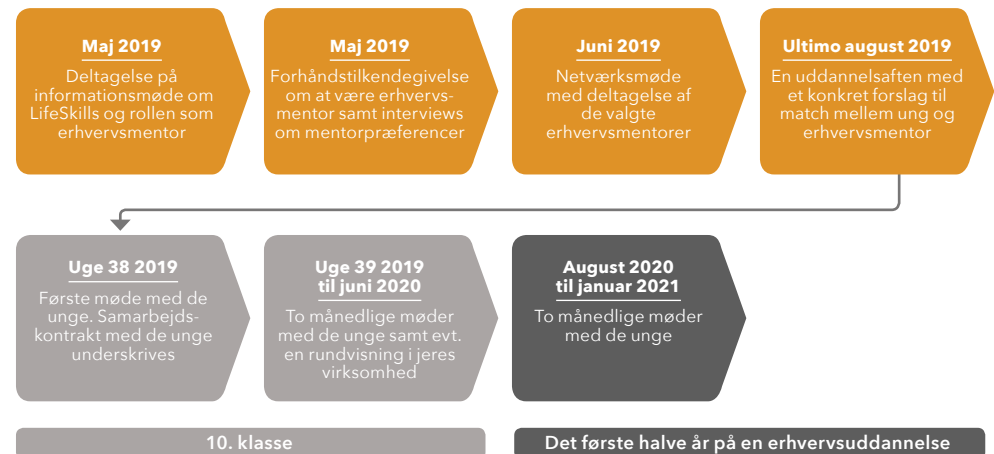 Maj 2019
Deltagelse på
informationsmøde om
LifeSkills og rollen som
erhvervsmentor
Maj 2019
Forhåndstilkendegivelse
om at være erhvervs-
mentor samt interviews
om mentorpræferencer
Juni 2019
Netværksmøde
med deltagelse af
de valgte
erhvervsmentorer
Ultimo august 2019
En uddannelsaften med
et konkret forslag til
match mellem ung og
erhvervsmentor
Uge 38 2019
Første møde med de
unge. Samarbejds-
kontrakt med de unge
underskrives
Uge 39 2019
til juni 2020
To månedlige møder
med de unge samt evt.
en rundvisning i jeres
virksomhed
August 2020
til januar 2021
To månedlige møder
med de unge
10. klasse
Det første halve år på en erhvervsuddannelse